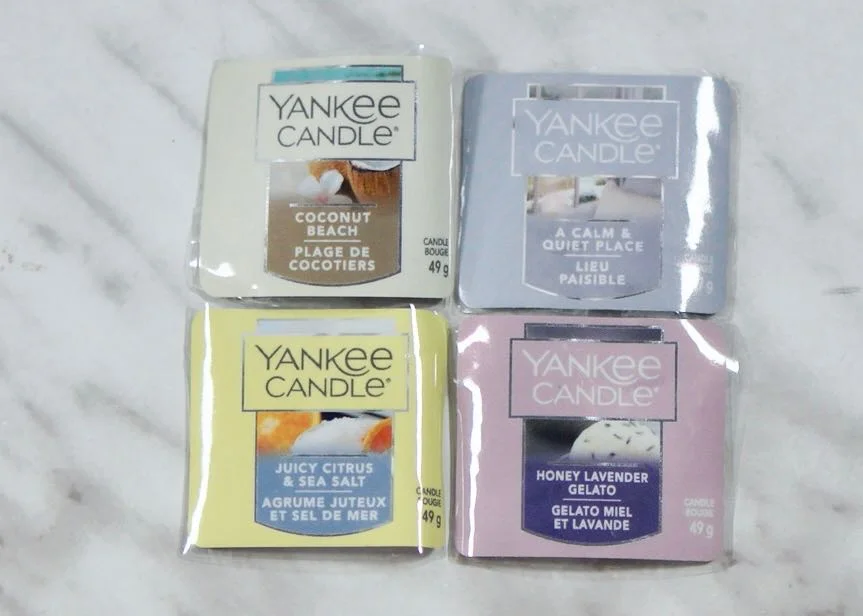 YANKEE
CANDLE®
COCONUT
BEACH
PLAGE DE
COCOTIERS
CANDLE
BOUGIE
49 g
YANKEE
CANDLE®
A CALM &
QUIET PLACE
LIEU
PAISIBLE
CANDLE
BOUGIE
g
YANKEE
CANDLE®
JUICY CITRUS
& SEA SALT
AGRUME JUTEUX
ET SEL DE MER
CANDLE
BOUGIE
49 g
YANKEE
CANDLE®
HONEY LAVENDER
GELATO
GELATO MIEL
ET LAVANDE
CANDLE
BOUGIE
49 g